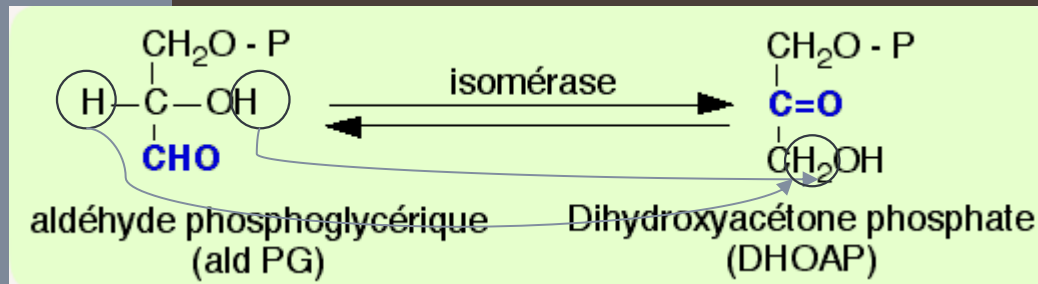 CH₂O - P
H—C—OH
CHO
aldéhyde phosphoglycérique
(ald PG)
isomérase
CH₂O - P
C=O
CH₂OH
Dihydroxyacétone phosphate
(DHOAP)